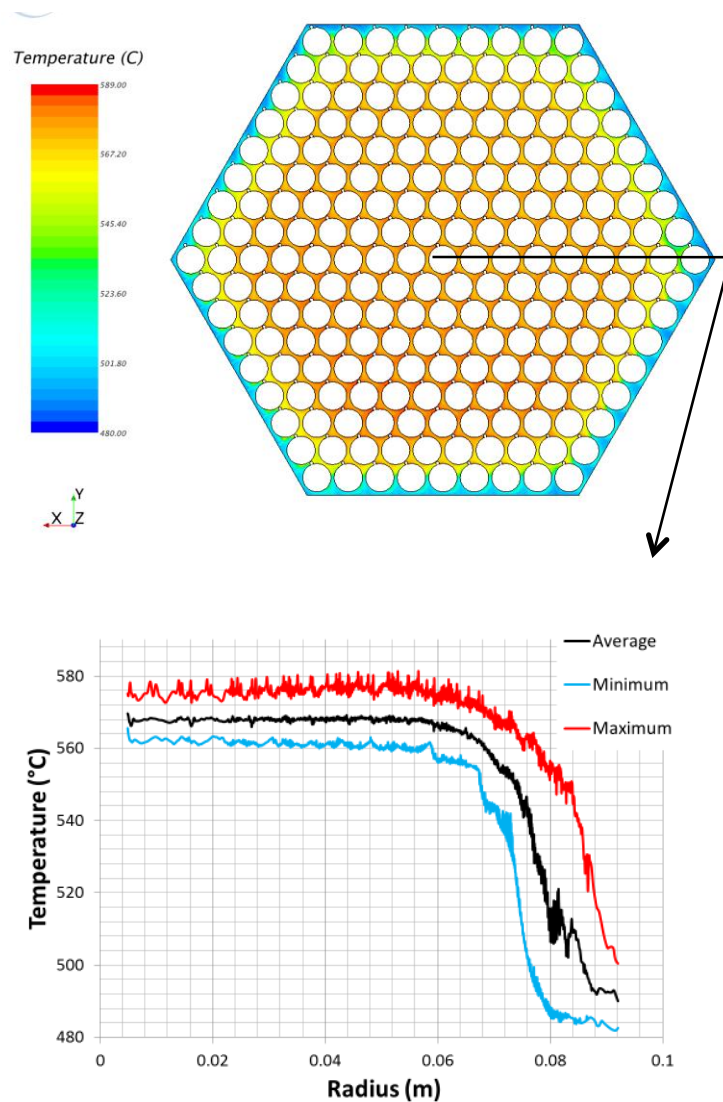 Temperature (C)
589.00
567.20
545.40
523.60
501.80
480.00
Y
X
Z
Average
Minimum
Maximum
580
560
540
520
500
480
Temperature (°C)
0
0.02
0.04
0.06
0.08
0.1
Radius (m)